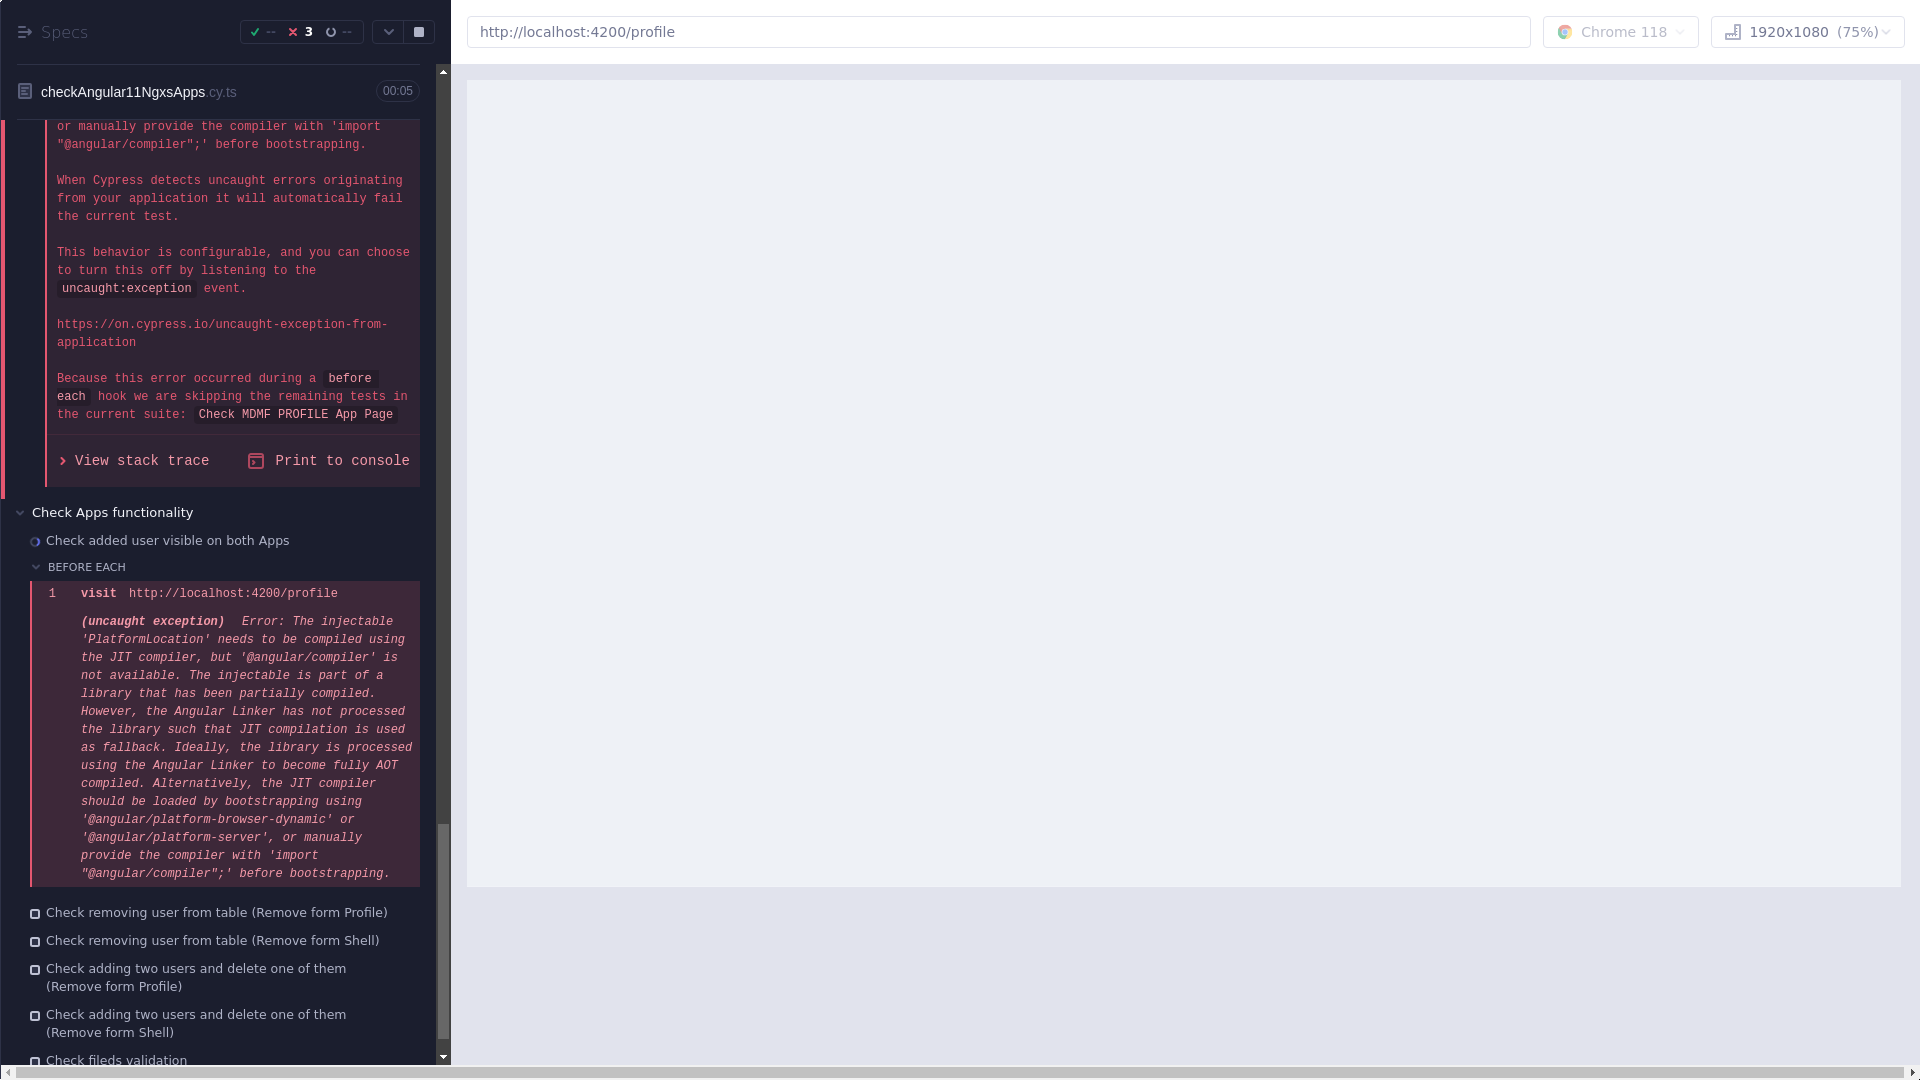 Specs
--
3
--
http://localhost:4200/profile
Chrome 118
1920x1080 (75%)
checkAngular11NgxsApps.cy.ts
00:05
or manually provide the compiler with 'import
"@angular/compiler";' before bootstrapping.
When Cypress detects uncaught errors originating
from your application it will automatically fail
the current test.
This behavior is configurable, and you can choose
to turn this off by listening to the
uncaught:exception event.
https://on.cypress.io/uncaught-exception-from-
application
Because this error occurred during a before
each hook we are skipping the remaining tests in
the current suite: Check MDMF PROFILE App Page
View stack trace
Print to console
Check Apps functionality
Check added user visible on both Apps
BEFORE EACH
1 visit http://localhost:4200/profile
(uncaught exception) Error: The injectable
'PlatformLocation' needs to be compiled using
the JIT compiler, but '@angular/compiler' is
not available. The injectable is part of a
library that has been partially compiled.
However, the Angular Linker has not processed
the library such that JIT compilation is used
as fallback. Ideally, the library is processed
using the Angular Linker to become fully AOT
compiled. Alternatively, the JIT compiler
should be loaded by bootstrapping using
'@angular/platform-browser-dynamic' or
'@angular/platform-server', or manually
provide the compiler with 'import
"@angular/compiler";' before bootstrapping.
Check removing user from table (Remove form Profile)
Check removing user from table (Remove form Shell)
Check adding two users and delete one of them
(Remove form Profile)
Check adding two users and delete one of them
(Remove form Shell)
Check fileds validation